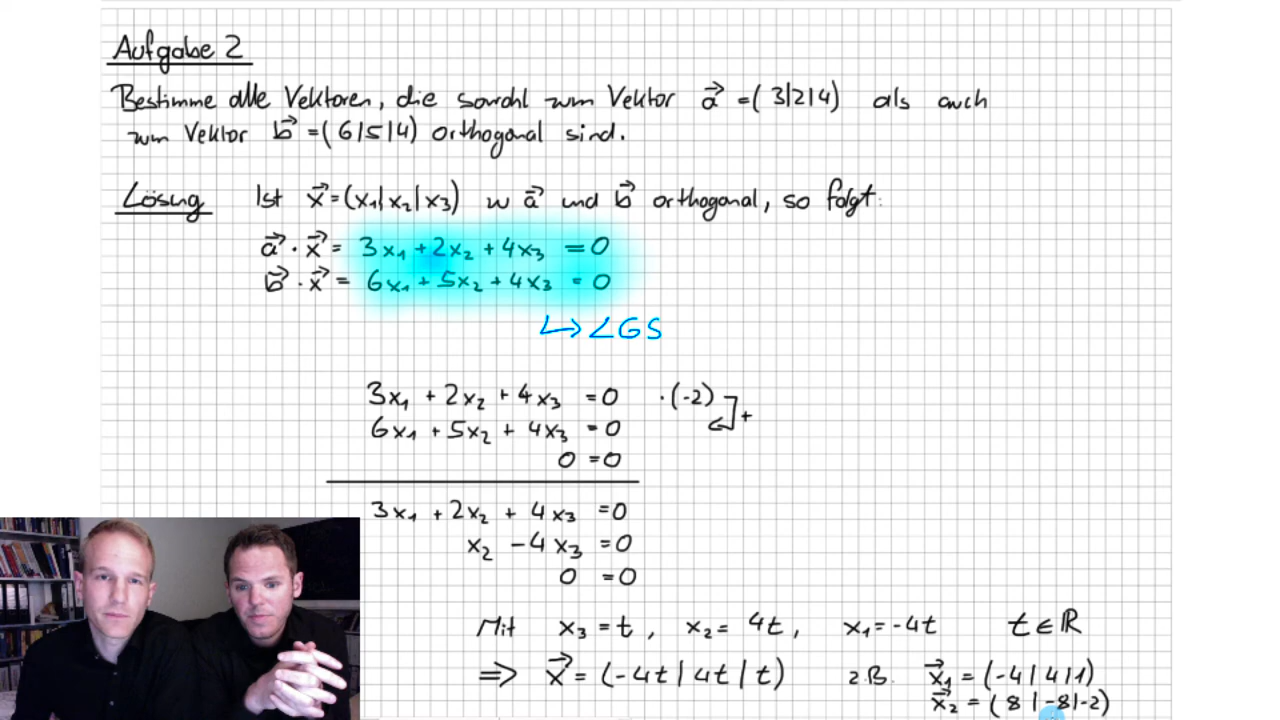 Aufgabe 2
Bestimme alle Vektoren, die sowohl zum Vektor a⃗ =(3|2|4) als auch
zum Vektor b⃗ =(6|5|4) orthogonal sind.
Lösung Ist x⃗=(x₁|x₂|x₃) zu a⃗ und b⃗ orthogonal, so folgt:
a⃗ · x⃗ = 3x₁ + 2x₂ + 4x₃ = 0
b⃗ · x⃗ = 6x₁ + 5x₂ + 4x₃ = 0
↳ LGS
3x₁ + 2x₂ + 4x₃ = 0 ·(-2)
6x₁ + 5x₂ + 4x₃ = 0 +
0 = 0
3x₁ + 2x₂ + 4x₃ = 0
x₂ - 4x₃ = 0
0 = 0
Mit x₃ = t, x₂ = 4t, x₁ = -4t t ∈ ℝ
⇒ x⃗ = (-4t | 4t | t) z.B. x⃗₁ = (-4|4|1)
x⃗₂ = (8|-8|-2)